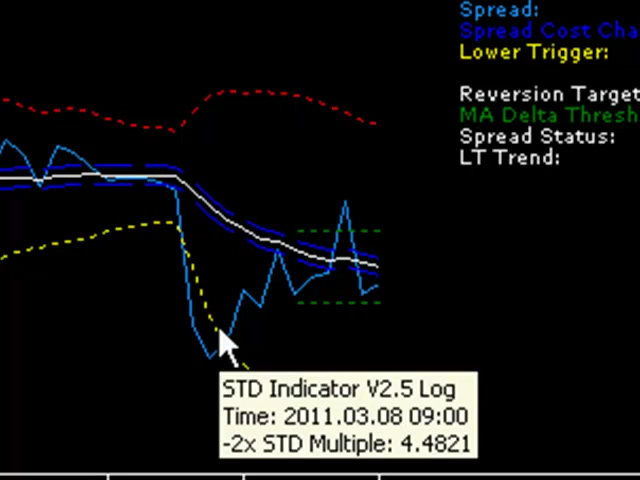 Spread:
Spread Cost Cha
Lower Trigger:
Reversion Target
MA Delta Thresh
Spread Status:
LT Trend:
STD Indicator V2.5 Log
Time: 2011.03.08 09:00
-2x STD Multiple: 4.4821